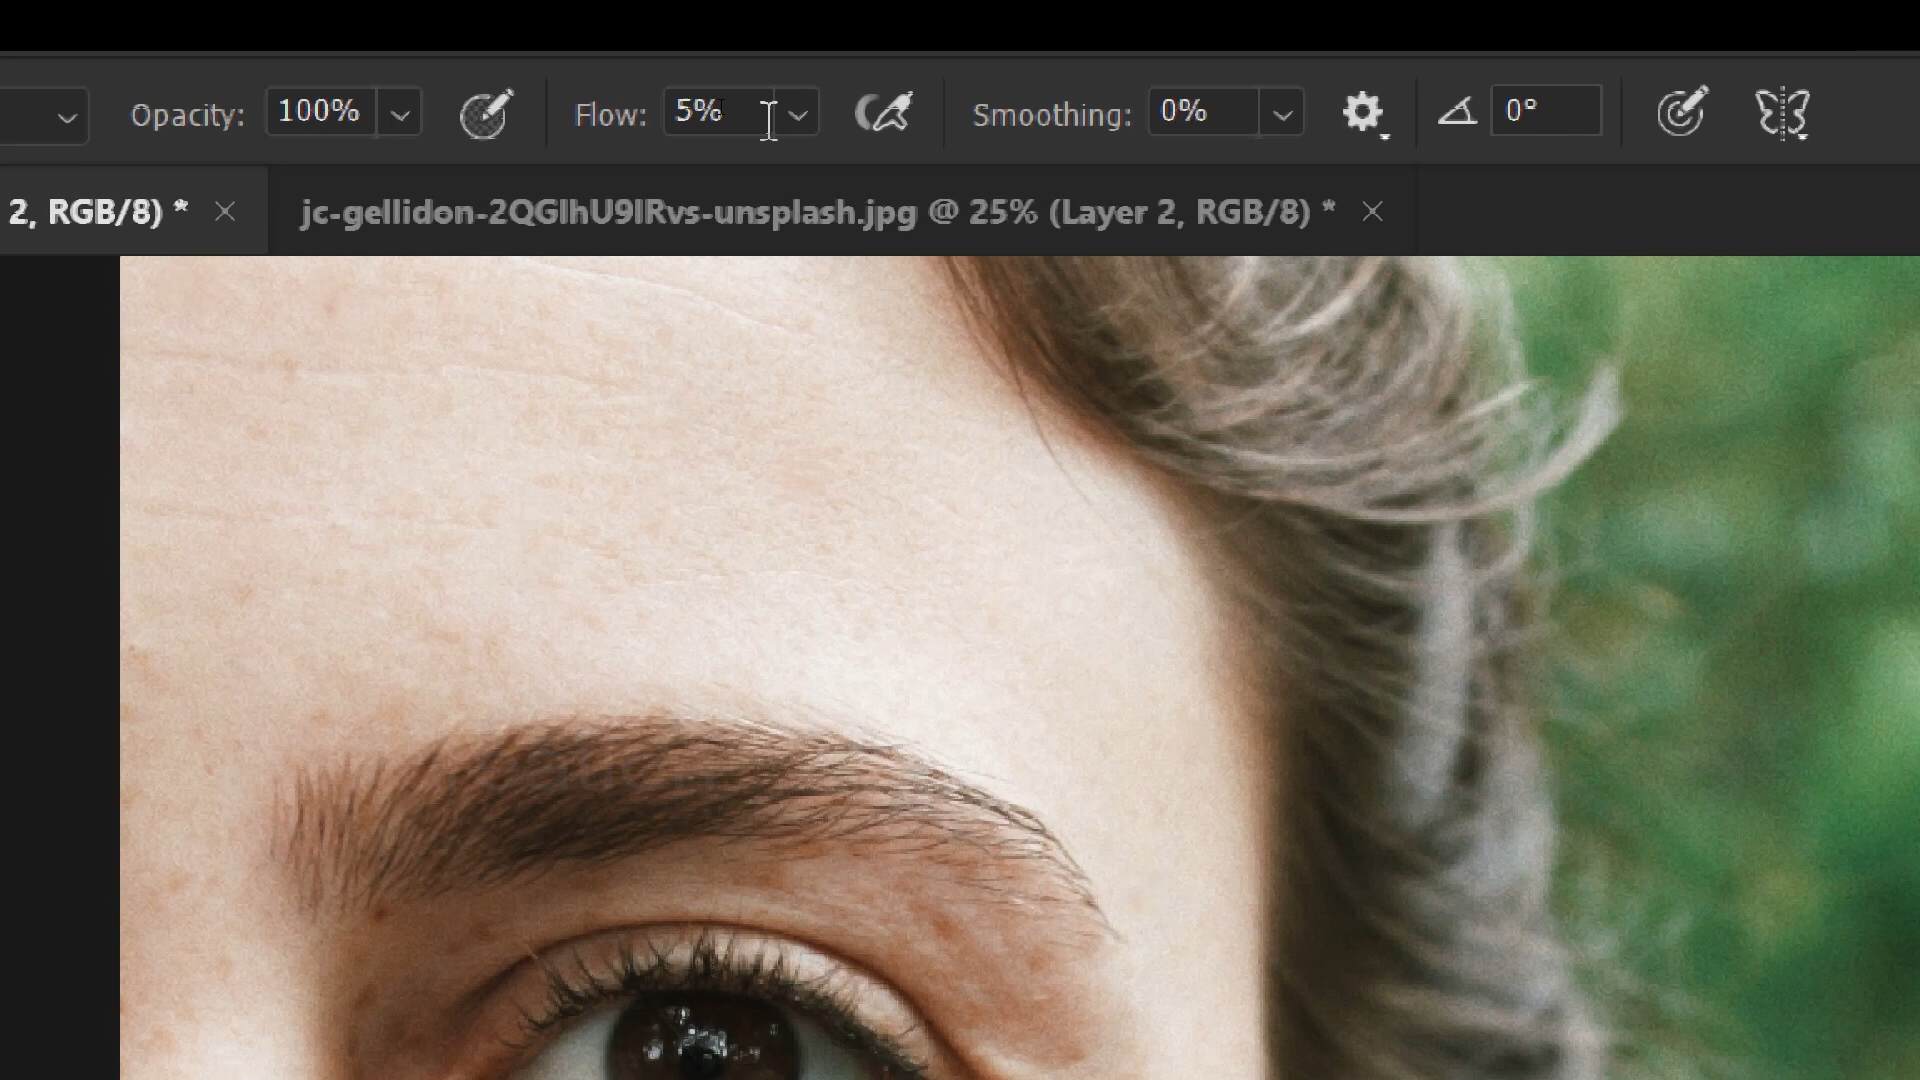 Opacity: 100% Flow: 5% Smoothing: 0% 0°
2, RGB/8) * jc-gellidon-2QGlhU9lRvs-unsplash.jpg @ 25% (Layer 2, RGB/8) *